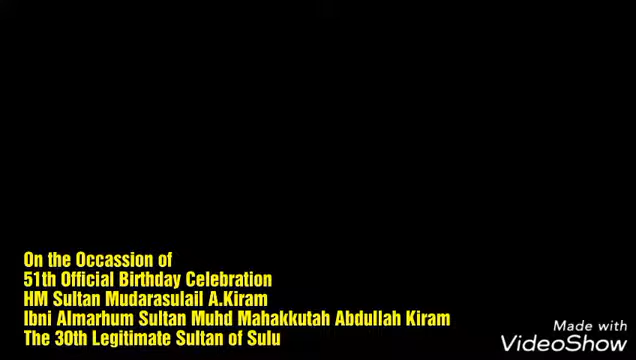 On the Occassion of
51th Official Birthday Celebration
HM Sultan Mudarasulail A.Kiram
Ibni Almarhum Sultan Muhd Mahakkutah Abdullah Kiram
The 30th Legitimate Sultan of Sulu
Made with
VideoShow